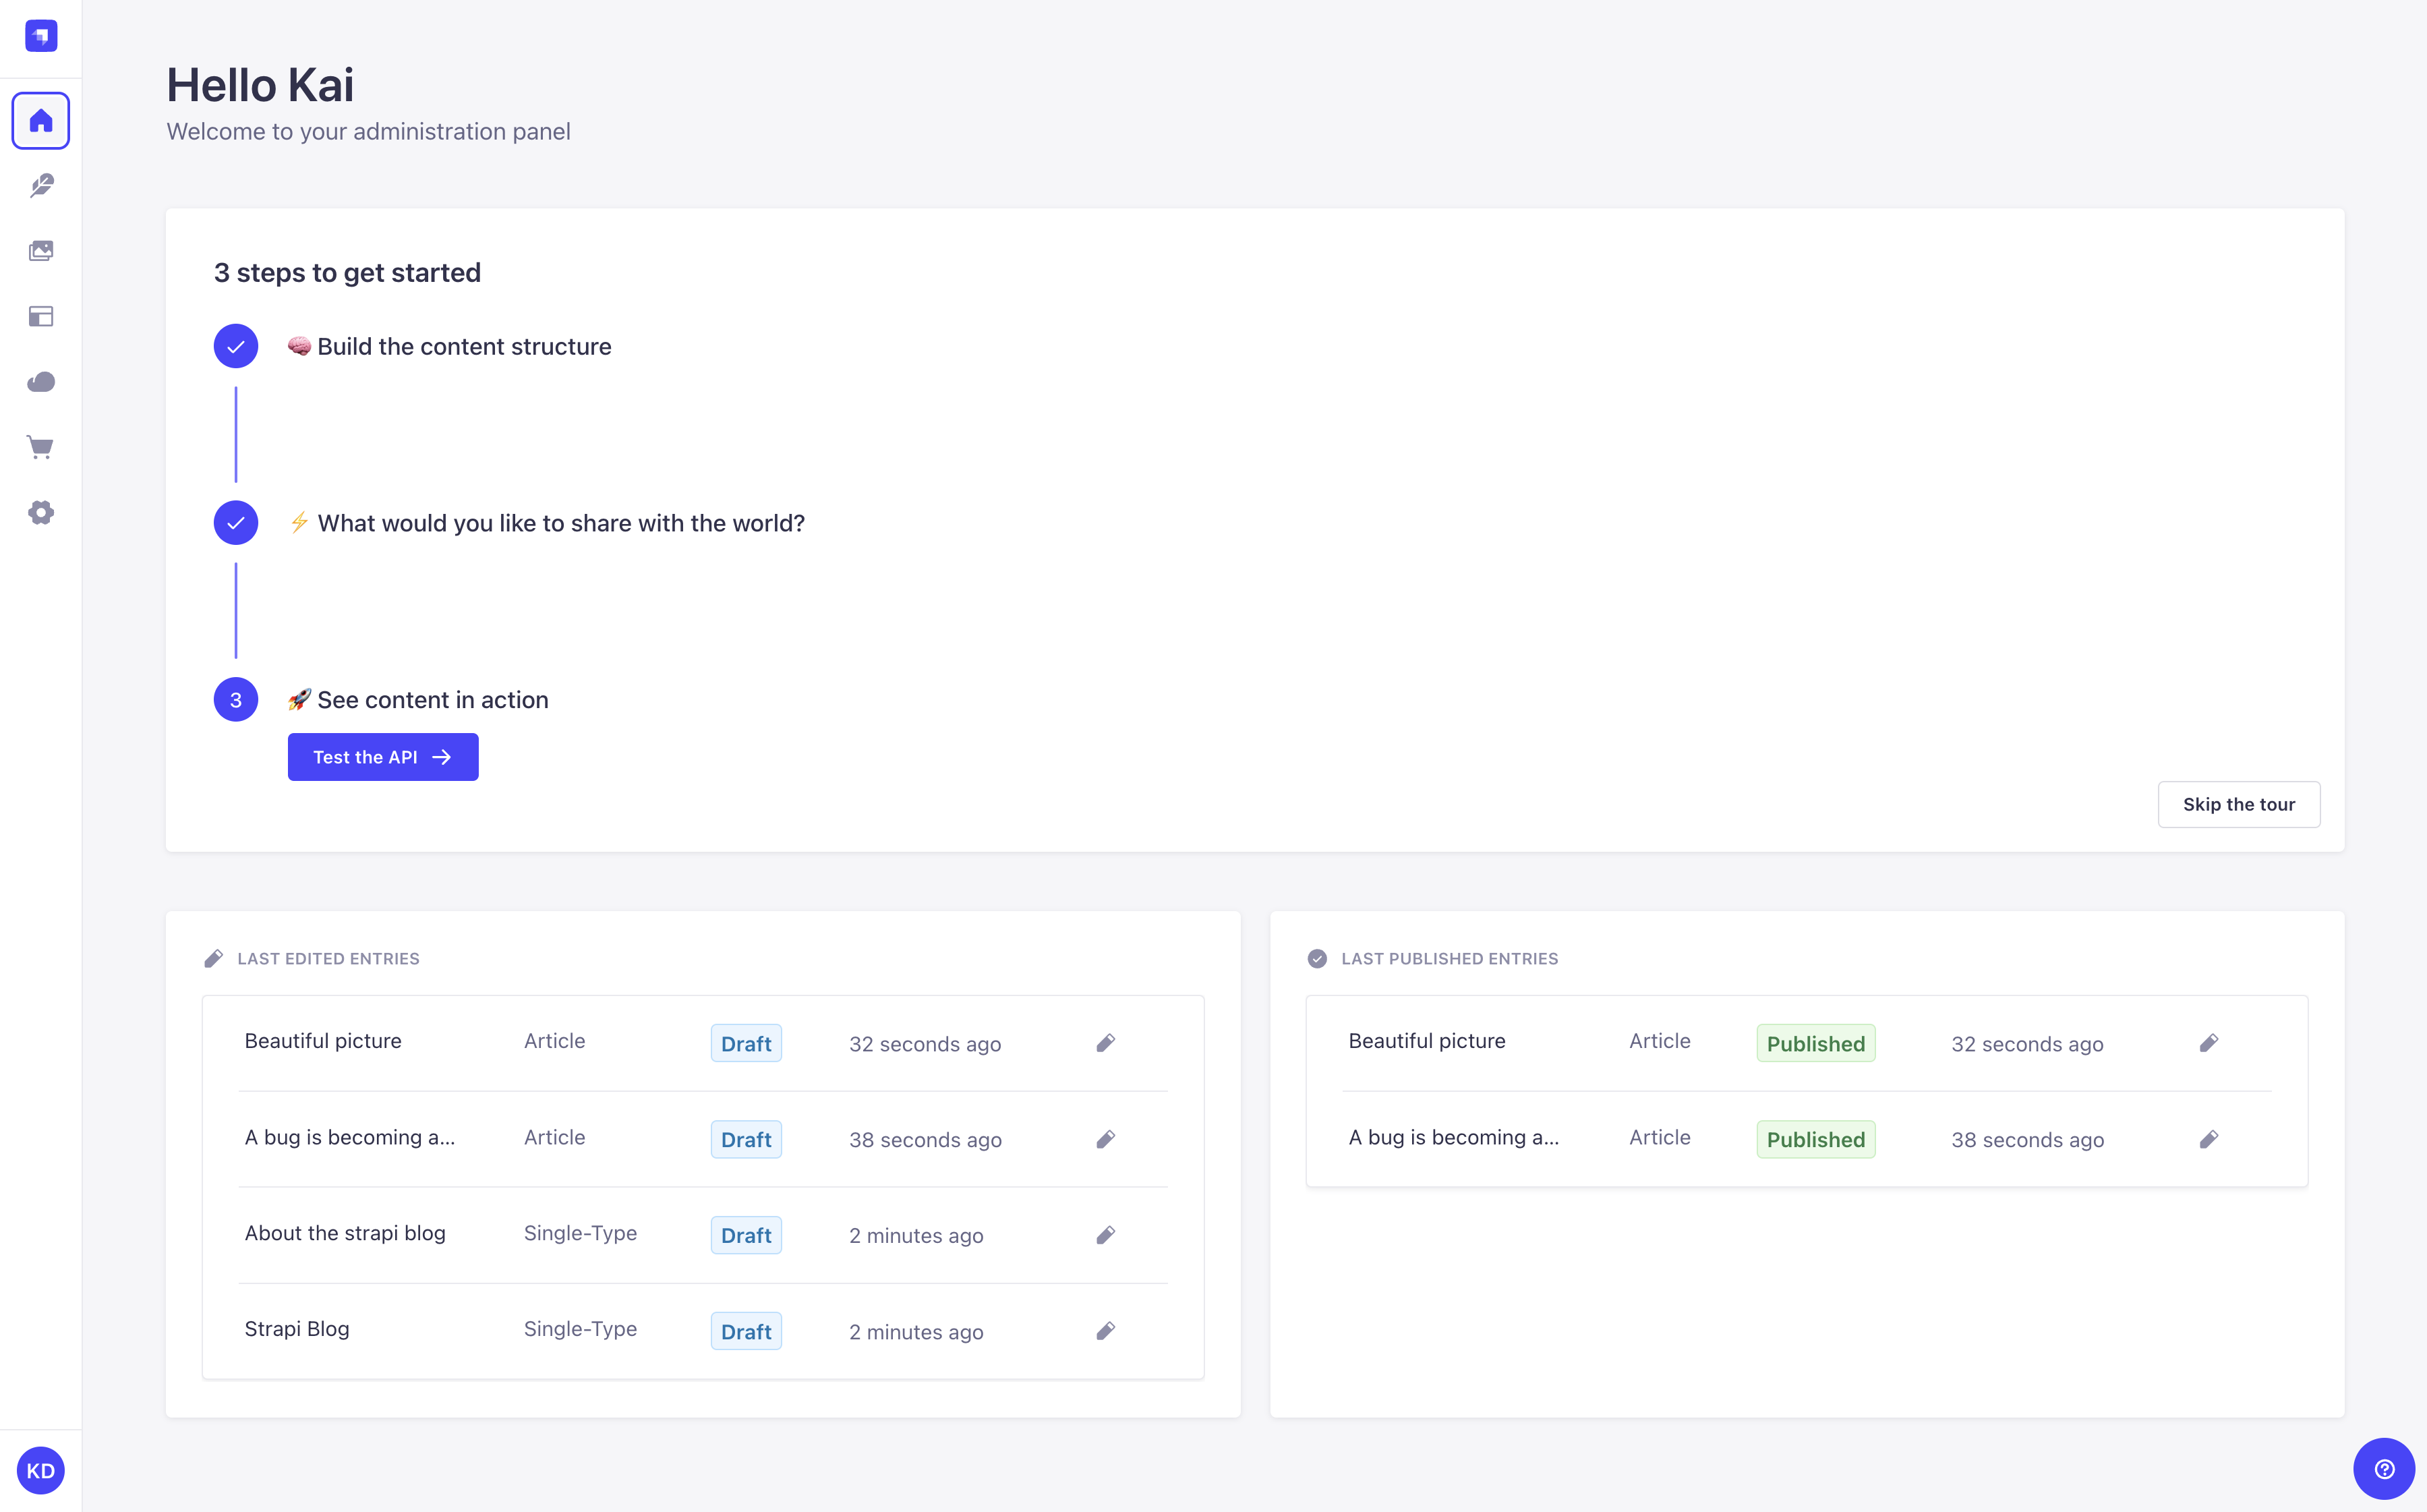 Hello Kai
Welcome to your administration panel
3 steps to get started
🧠 Build the content structure
⚡ What would you like to share with the world?
3 🚀 See content in action
Test the API →
Skip the tour
LAST EDITED ENTRIES
Beautiful picture Article Draft 32 seconds ago
A bug is becoming a... Article Draft 38 seconds ago
About the strapi blog Single-Type Draft 2 minutes ago
Strapi Blog Single-Type Draft 2 minutes ago
LAST PUBLISHED ENTRIES
Beautiful picture Article Published 32 seconds ago
A bug is becoming a... Article Published 38 seconds ago
KD